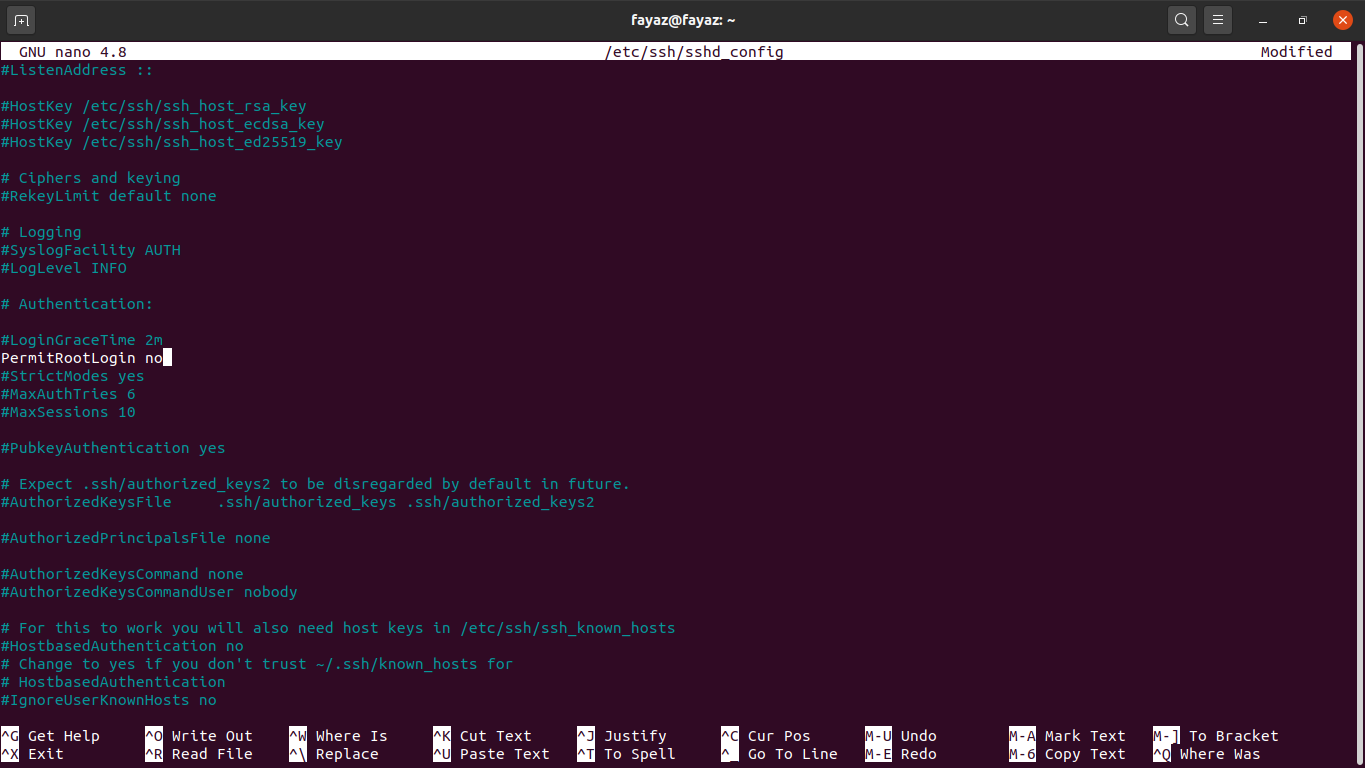 fayaz@fayaz: ~
GNU nano 4.8 /etc/ssh/sshd_config Modified
#ListenAddress ::
#HostKey /etc/ssh/ssh_host_rsa_key
#HostKey /etc/ssh/ssh_host_ecdsa_key
#HostKey /etc/ssh/ssh_host_ed25519_key
# Ciphers and keying
#RekeyLimit default none
# Logging
#SyslogFacility AUTH
#LogLevel INFO
# Authentication:
#LoginGraceTime 2m
PermitRootLogin no
#StrictModes yes
#MaxAuthTries 6
#MaxSessions 10
#PubkeyAuthentication yes
# Expect .ssh/authorized_keys2 to be disregarded by default in future.
#AuthorizedKeysFile     .ssh/authorized_keys .ssh/authorized_keys2
#AuthorizedPrincipalsFile none
#AuthorizedKeysCommand none
#AuthorizedKeysCommandUser nobody
# For this to work you will also need host keys in /etc/ssh/ssh_known_hosts
#HostbasedAuthentication no
# Change to yes if you don't trust ~/.ssh/known_hosts for
# HostbasedAuthentication
#IgnoreUserKnownHosts no
^G Get Help ^O Write Out ^W Where Is ^K Cut Text ^J Justify ^C Cur Pos M-U Undo M-A Mark Text M-] To Bracket
^X Exit ^R Read File ^\ Replace ^U Paste Text ^T To Spell ^_ Go To Line M-E Redo M-6 Copy Text ^Q Where Was